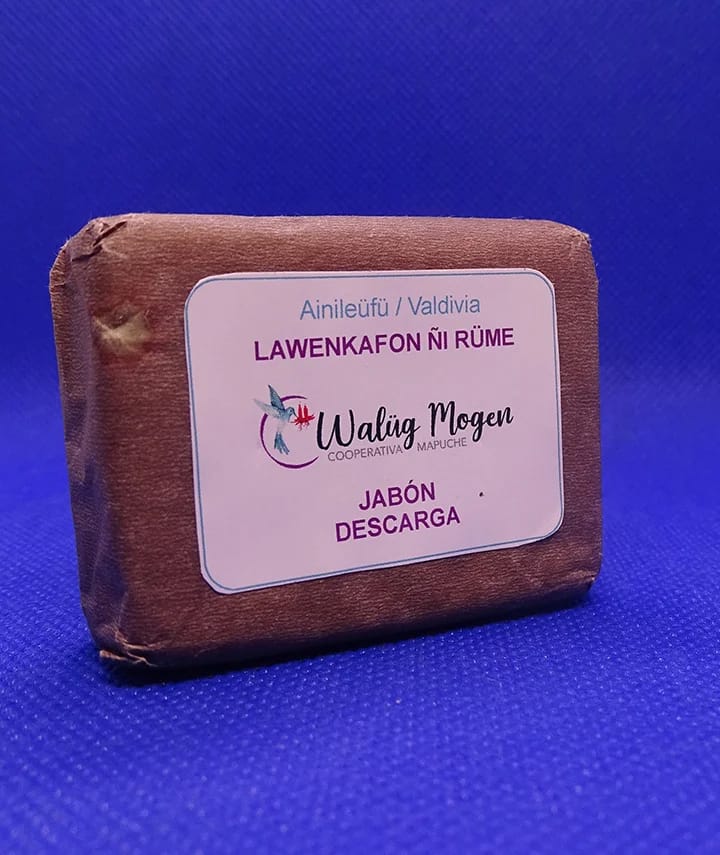 Ainileüfü / Valdivia
LAWENKAFON ÑI RÜME
Walüg Mogen
COOPERATIVA MAPUCHE
JABÓN
DESCARGA